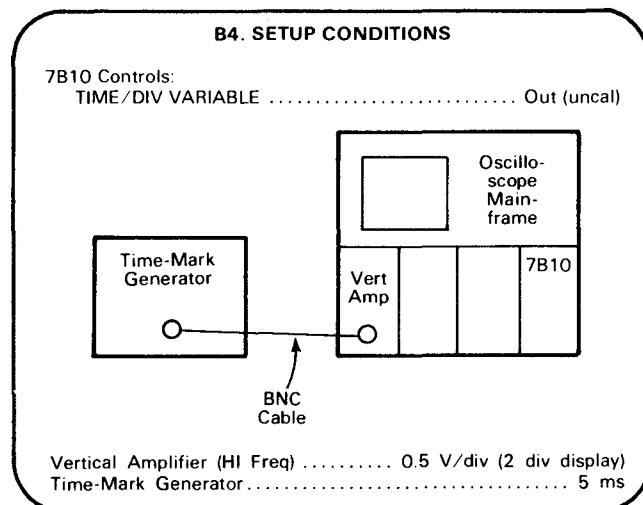 B4. SETUP CONDITIONS
7B10 Controls:
TIME/DIV VARIABLE ........................... Out (uncal)
Oscillo-
scope
Main-
frame
Time-Mark
Generator
Vert
Amp
7B10
BNC
Cable
Vertical Amplifier (HI Freq) .......... 0.5 V/div (2 div display)
Time-Mark Generator ................................... 5 ms